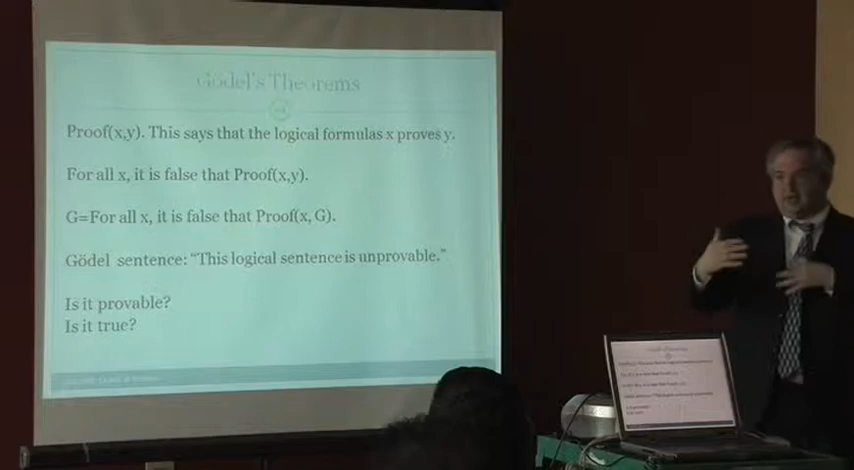 Gödel's Theorems
Proof(x,y). This says that the logical formulas x proves y.
For all x, it is false that Proof(x,y).
G=For all x, it is false that Proof(x, G).
Gödel sentence: “This logical sentence is unprovable.”
Is it provable?
Is it true?